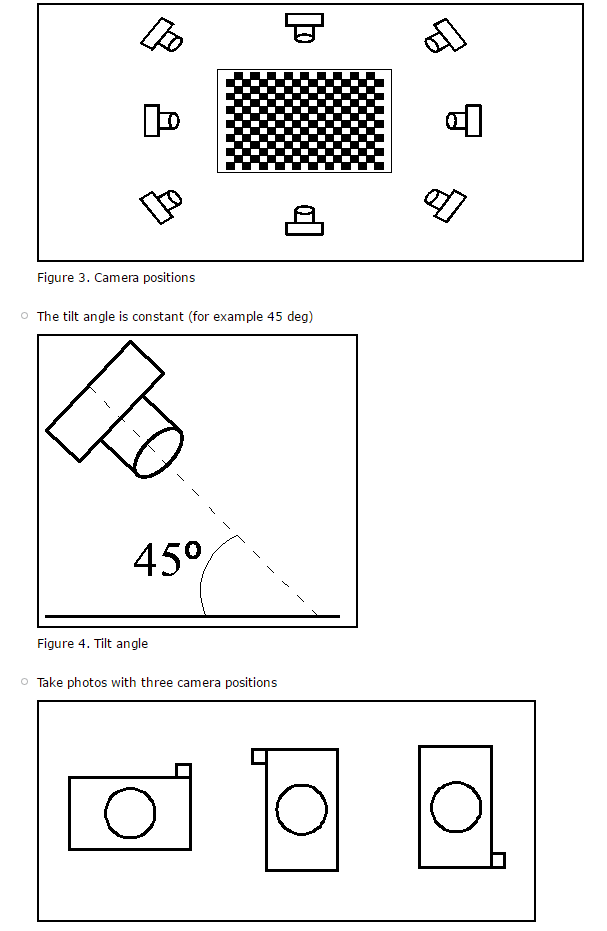 Figure 3. Camera positions
The tilt angle is constant (for example 45 deg)
45º
Figure 4. Tilt angle
Take photos with three camera positions